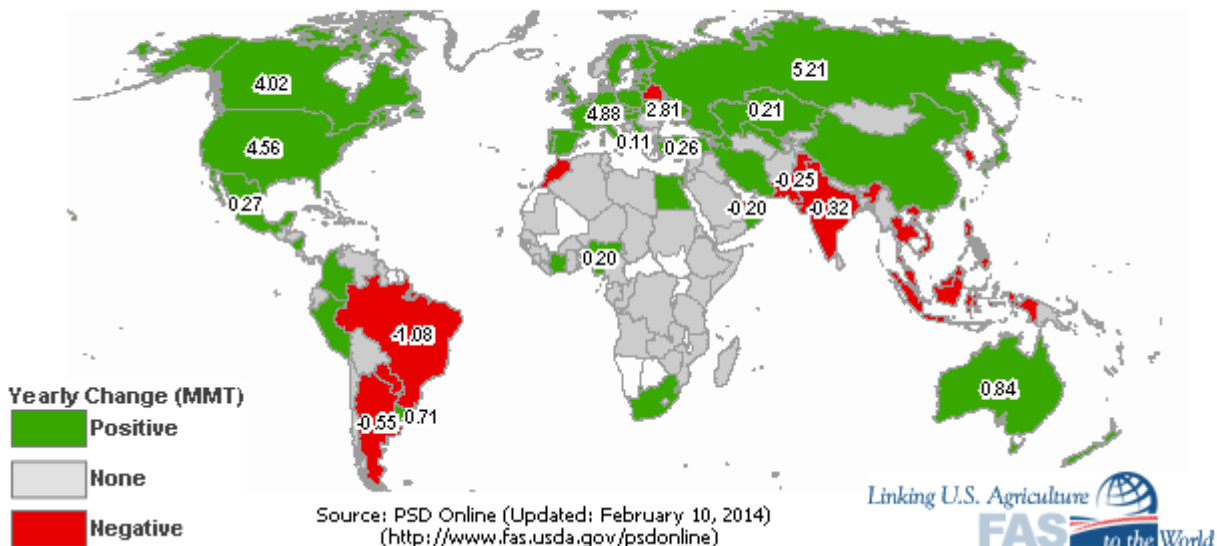 4.02
5.21
4.88
2.81
0.21
4.56
0.11
0.26
0.27
-0.25
-0.20
-0.32
0.20
-1.08
0.84
-0.55
0.71
Yearly Change (MMT)
Positive
None
Negative
Source: PSD Online (Updated: February 10, 2014)
(http://www.fas.usda.gov/psdonline)
Linking U.S. Agriculture
FAS to the World